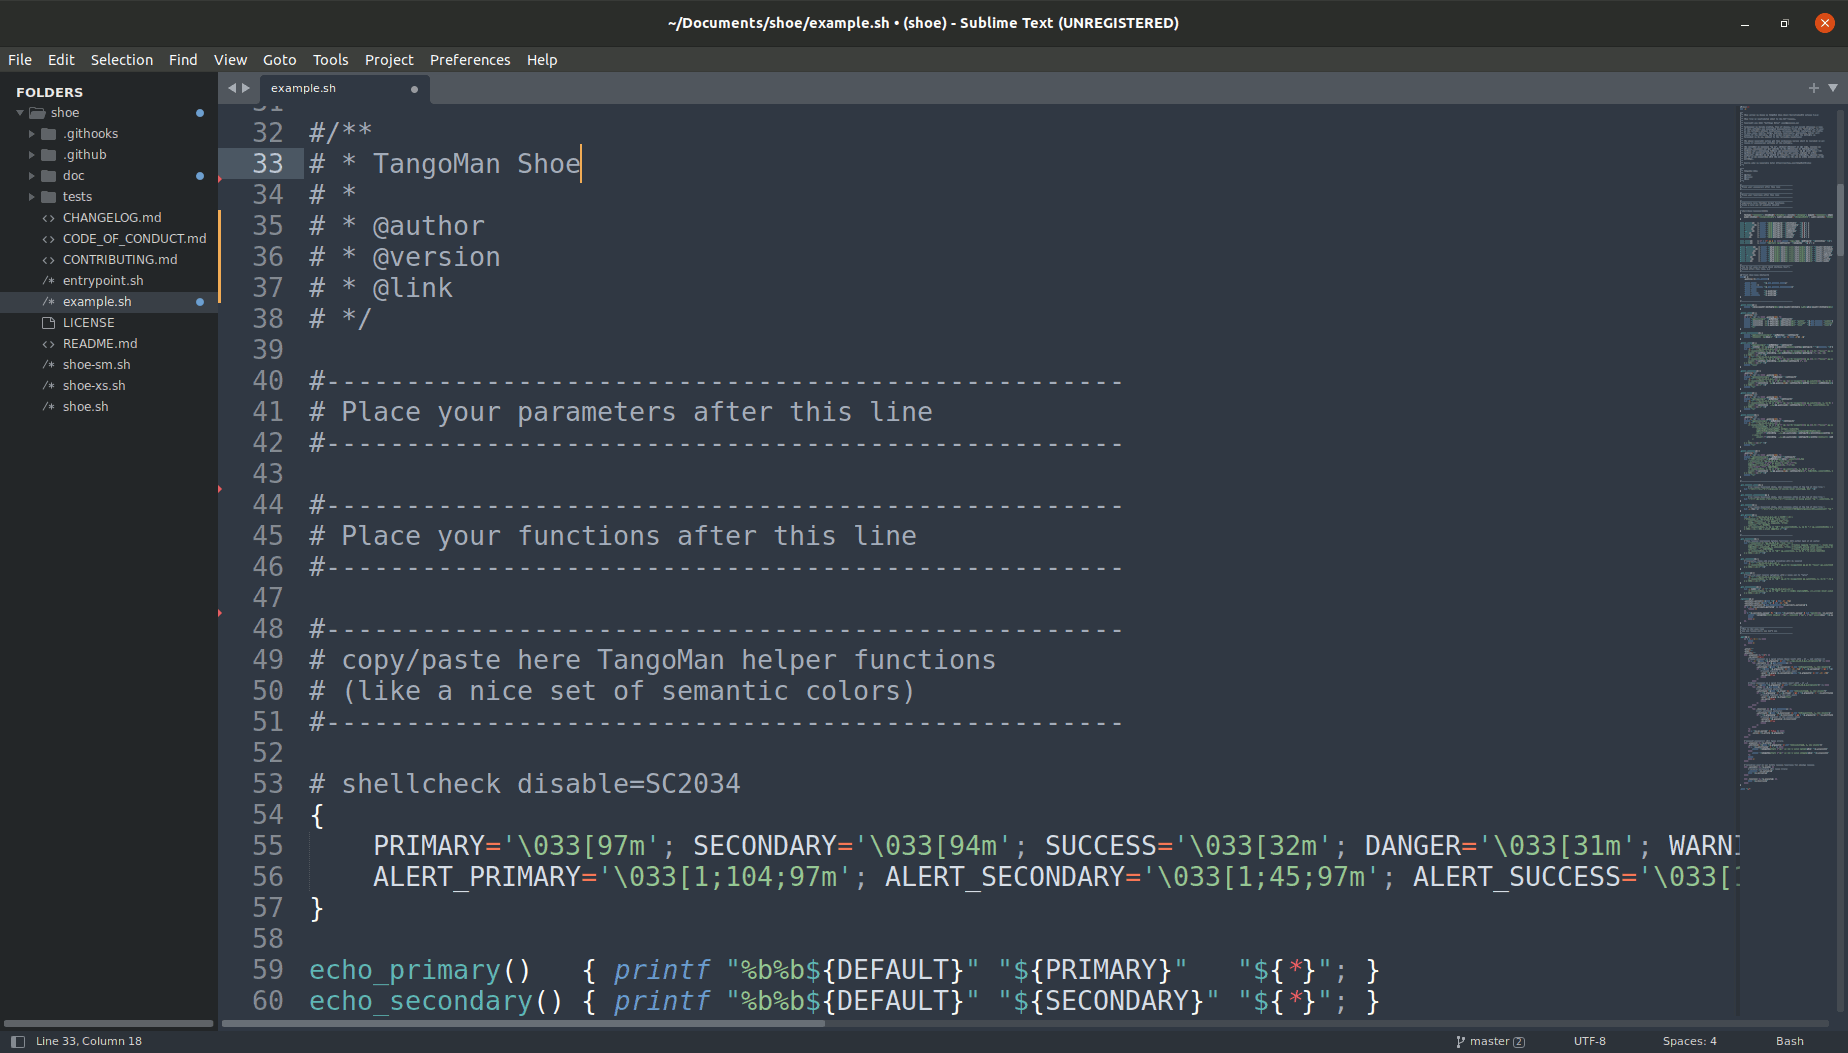 ~/Documents/shoe/example.sh • (shoe) - Sublime Text (UNREGISTERED)
File Edit Selection Find View Goto Tools Project Preferences Help
FOLDERS
shoe
.githooks
.github
doc
tests
<> CHANGELOG.md
<> CODE_OF_CONDUCT.md
<> CONTRIBUTING.md
/* entrypoint.sh
/* example.sh
LICENSE
<> README.md
/* shoe-sm.sh
/* shoe-xs.sh
/* shoe.sh
example.sh
31
32 #/**
33 # * TangoMan Shoe
34 # *
35 # * @author
36 # * @version
37 # * @link
38 # */
39
40 #--------------------------------------------------
41 # Place your parameters after this line
42 #--------------------------------------------------
43
44 #--------------------------------------------------
45 # Place your functions after this line
46 #--------------------------------------------------
47
48 #--------------------------------------------------
49 # copy/paste here TangoMan helper functions
50 # (like a nice set of semantic colors)
51 #--------------------------------------------------
52
53 # shellcheck disable=SC2034
54 {
55     PRIMARY='\033[97m'; SECONDARY='\033[94m'; SUCCESS='\033[32m'; DANGER='\033[31m'; WARNI
56     ALERT_PRIMARY='\033[1;104;97m'; ALERT_SECONDARY='\033[1;45;97m'; ALERT_SUCCESS='\033[1
57 }
58
59 echo_primary()   { printf "%b%b${DEFAULT}" "${PRIMARY}"   "${*}"; }
60 echo_secondary() { printf "%b%b${DEFAULT}" "${SECONDARY}" "${*}"; }
Line 33, Column 18
master 2
UTF-8
Spaces: 4
Bash